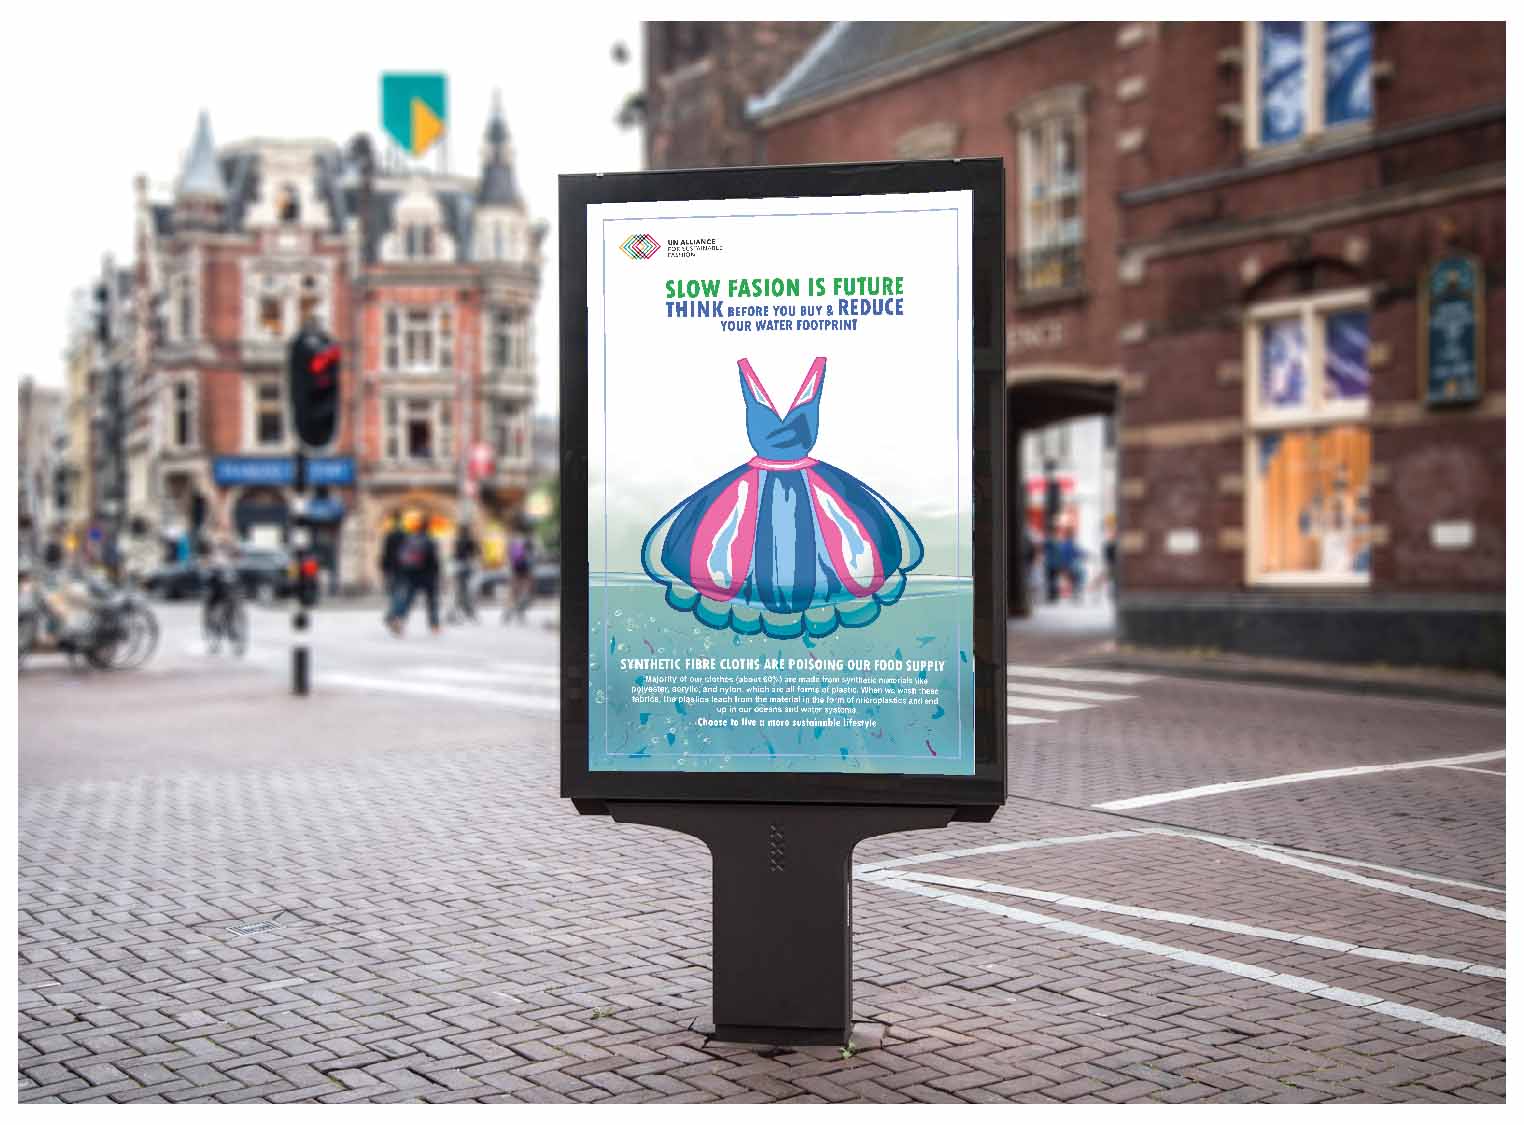 UN ALLIANCE
FOR SUSTAINABLE
FASHION
SLOW FASION IS FUTURE
THINK BEFORE YOU BUY & REDUCE
YOUR WATER FOOTPRINT
SYNTHETIC FIBRE CLOTHS ARE POISOING OUR FOOD SUPPLY
Majority of our clothes (about 60%) are made from synthetic materials like
polyester, acrylic, and nylon, which are all forms of plastic. When we wash these
fabrics, the plastics leach from the material in the form of microplastics and end
up in our oceans and water systems.
Choose to live a more sustainable lifestyle